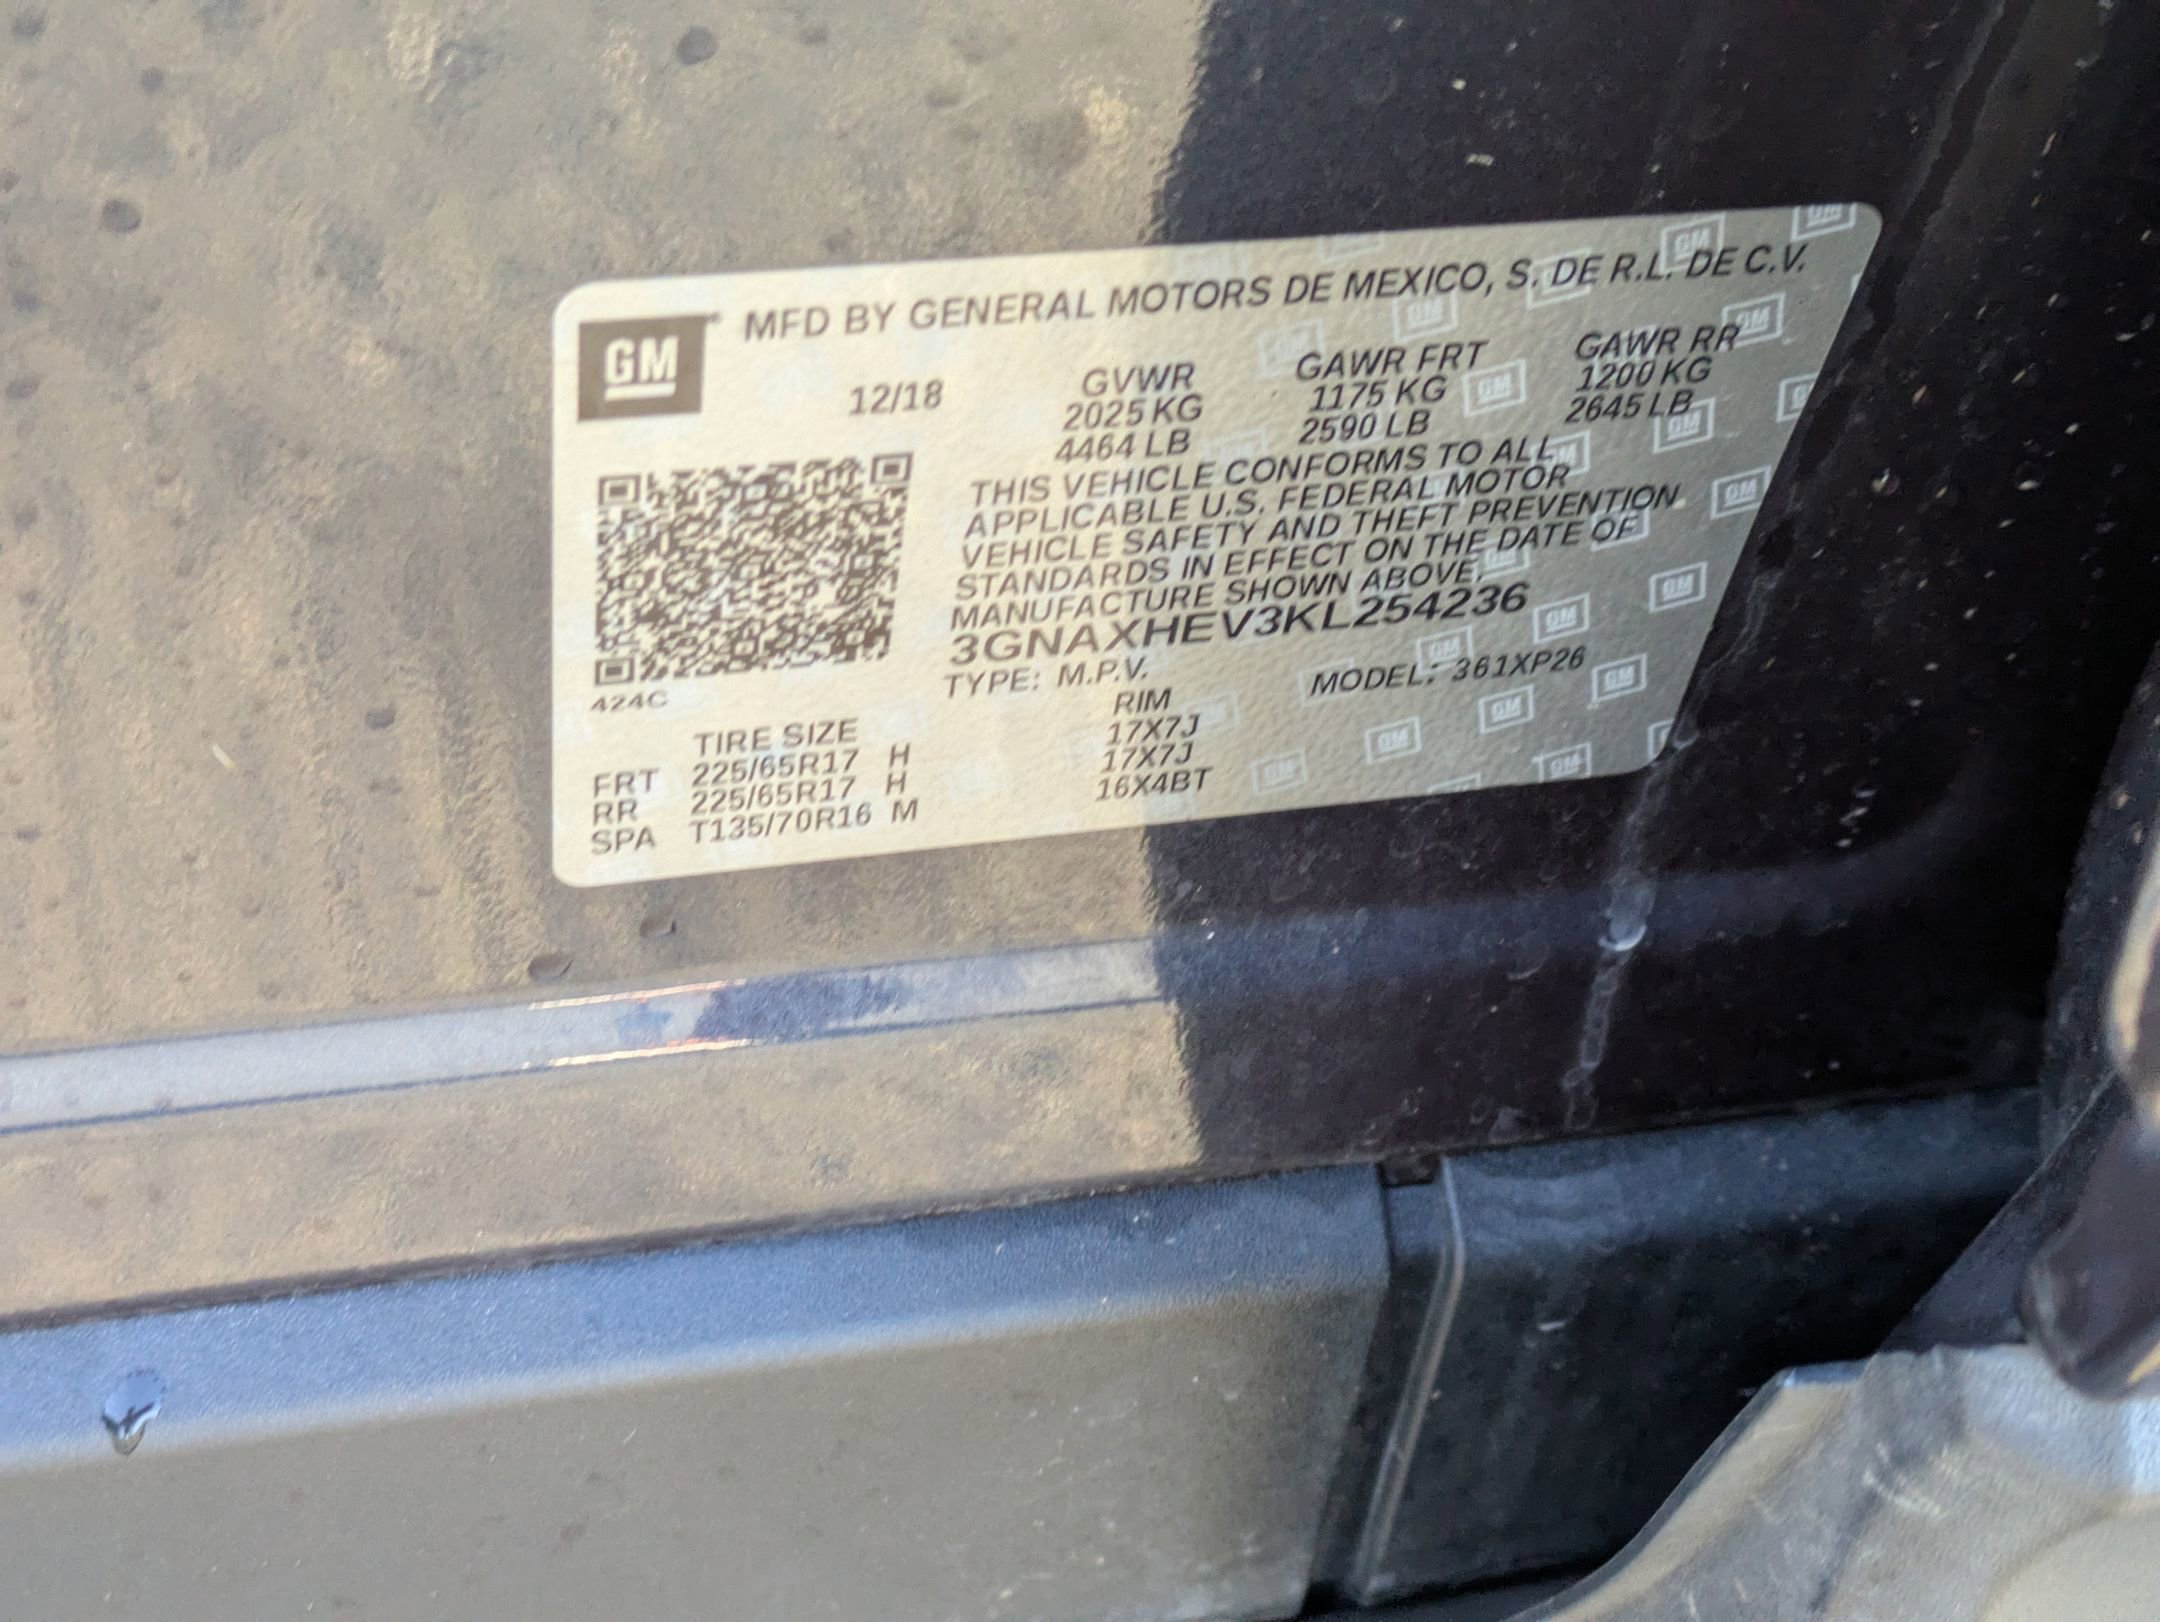 GM
MFD BY GENERAL MOTORS DE MEXICO, S. DE R.L. DE C.V.
12/18
GVWR GAWR FRT GAWR RR
2025 KG 1175 KG 1200 KG
4464 LB 2590 LB 2645 LB
THIS VEHICLE CONFORMS TO ALL
APPLICABLE U.S. FEDERAL MOTOR
VEHICLE SAFETY AND THEFT PREVENTION
STANDARDS IN EFFECT ON THE DATE OF
MANUFACTURE SHOWN ABOVE.
3GNAXHEV3KL254236
TYPE: M.P.V. MODEL: 361XP26
424C
TIRE SIZE RIM
FRT 225/65R17 H 17X7J
RR 225/65R17 H 17X7J
SPA T135/70R16 M 16X4BT